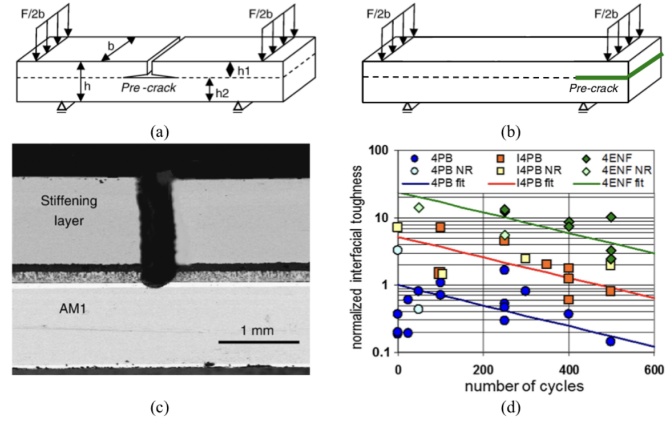 F/2b
F/2b
b
h
h1
h2
Pre-crack
(a)
F/2b
F/2b
Pre-crack
(b)
Stiffening
layer
AM1
1 mm
(c)
normalized interfacial toughness
100
10
1
0.1
4PB
I4PB
4ENF
4PB NR
I4PB NR
4ENF NR
4PB fit
I4PB fit
4ENF fit
0
200
400
600
number of cycles
(d)